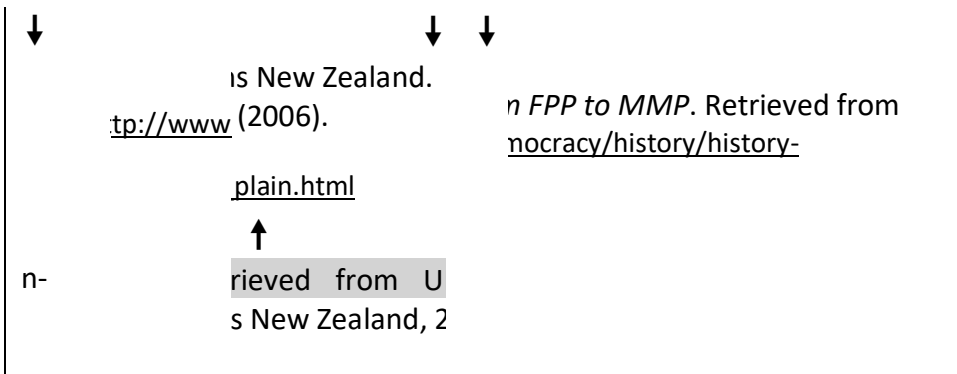 s New Zealand.
tp://www (2006).
FPP to MMP. Retrieved from
mocracy/history/history-
plain.html
n-
rieved from U
s New Zealand, 2